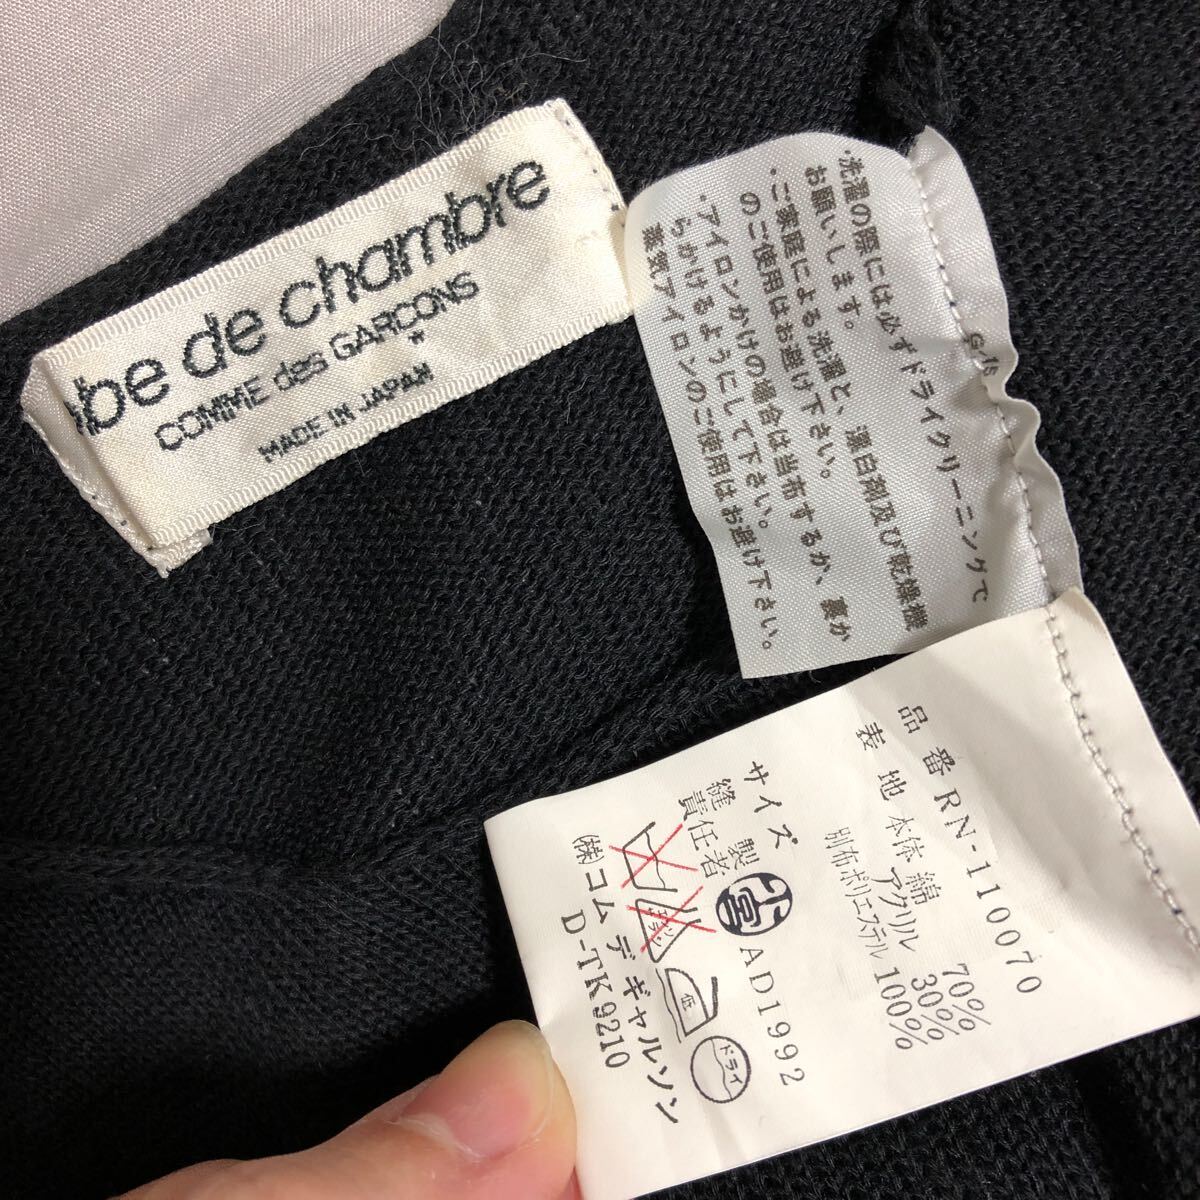 be de chambre
COMME des GARCONS
*
MADE IN JAPAN
・洗濯の際には必ずドライクリーニングで
お願いします。
・ご家庭による洗濯と、漂白剤及び乾燥機
のご使用はお避け下さい。
・アイロンかけの場合は当布するか、裏か
らかけるようにして下さい。
蒸気アイロンのご使用はお避け下さい。
品番 RN-110070
表地 本体 綿 70%
アクリル 30%
別布 ポリエステル 100%
サイズ
縫製
責任者
AD1992
エンソ
サラシ
低
ドライ
㈱コム デ ギャルソン
D-TK9210